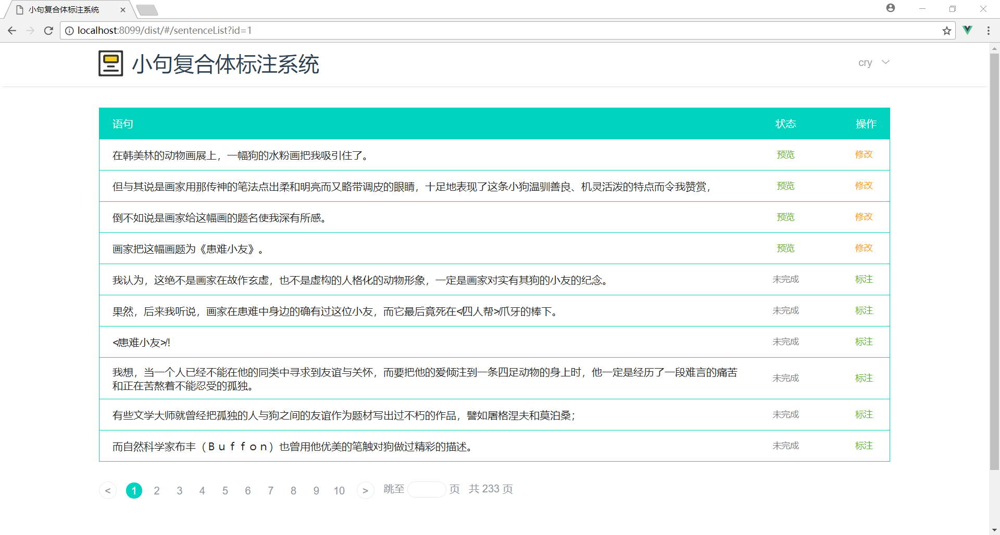 小句复合体标注系统
localhost:8099/dist/#/sentenceList?id=1
小句复合体标注系统
cry
语句 状态 操作
在韩美林的动物画展上，一幅狗的水粉画把我吸引住了。 预览 修改
但与其说是画家用那传神的笔法点出柔和明亮而又略带调皮的眼睛，十足地表现了这条小狗温驯善良、机灵活泼的特点而令我赞赏， 预览 修改
倒不如说是画家给这幅画的题名使我深有所感。 预览 修改
画家把这幅画题为《患难小友》。 预览 修改
我认为，这绝不是画家在故作玄虚，也不是虚构的人格化的动物形象，一定是画家对实有其狗的小友的纪念。 未完成 标注
果然，后来我听说，画家在患难中身边的确有过这位小友，而它最后竟死在</四人帮>/爪牙的棒下。 未完成 标注
</患难小友>/! 未完成 标注
我想，当一个人已经不能在他的同类中寻求到友谊与关怀，而要把他的爱倾注到一条四足动物的身上时，他一定是经历了一段难言的痛苦
和正在苦熬着不能忍受的孤独。 未完成 标注
有些文学大师就曾经把孤独的人与狗之间的友谊作为题材写出过不朽的作品，譬如屠格涅夫和莫泊桑； 未完成 标注
而自然科学家布丰（Ｂｕｆｆｏｎ）也曾用他优美的笔触对狗做过精彩的描述。 未完成 标注
< 1 2 3 4 5 6 7 8 9 10 > 跳至 页 共 233 页